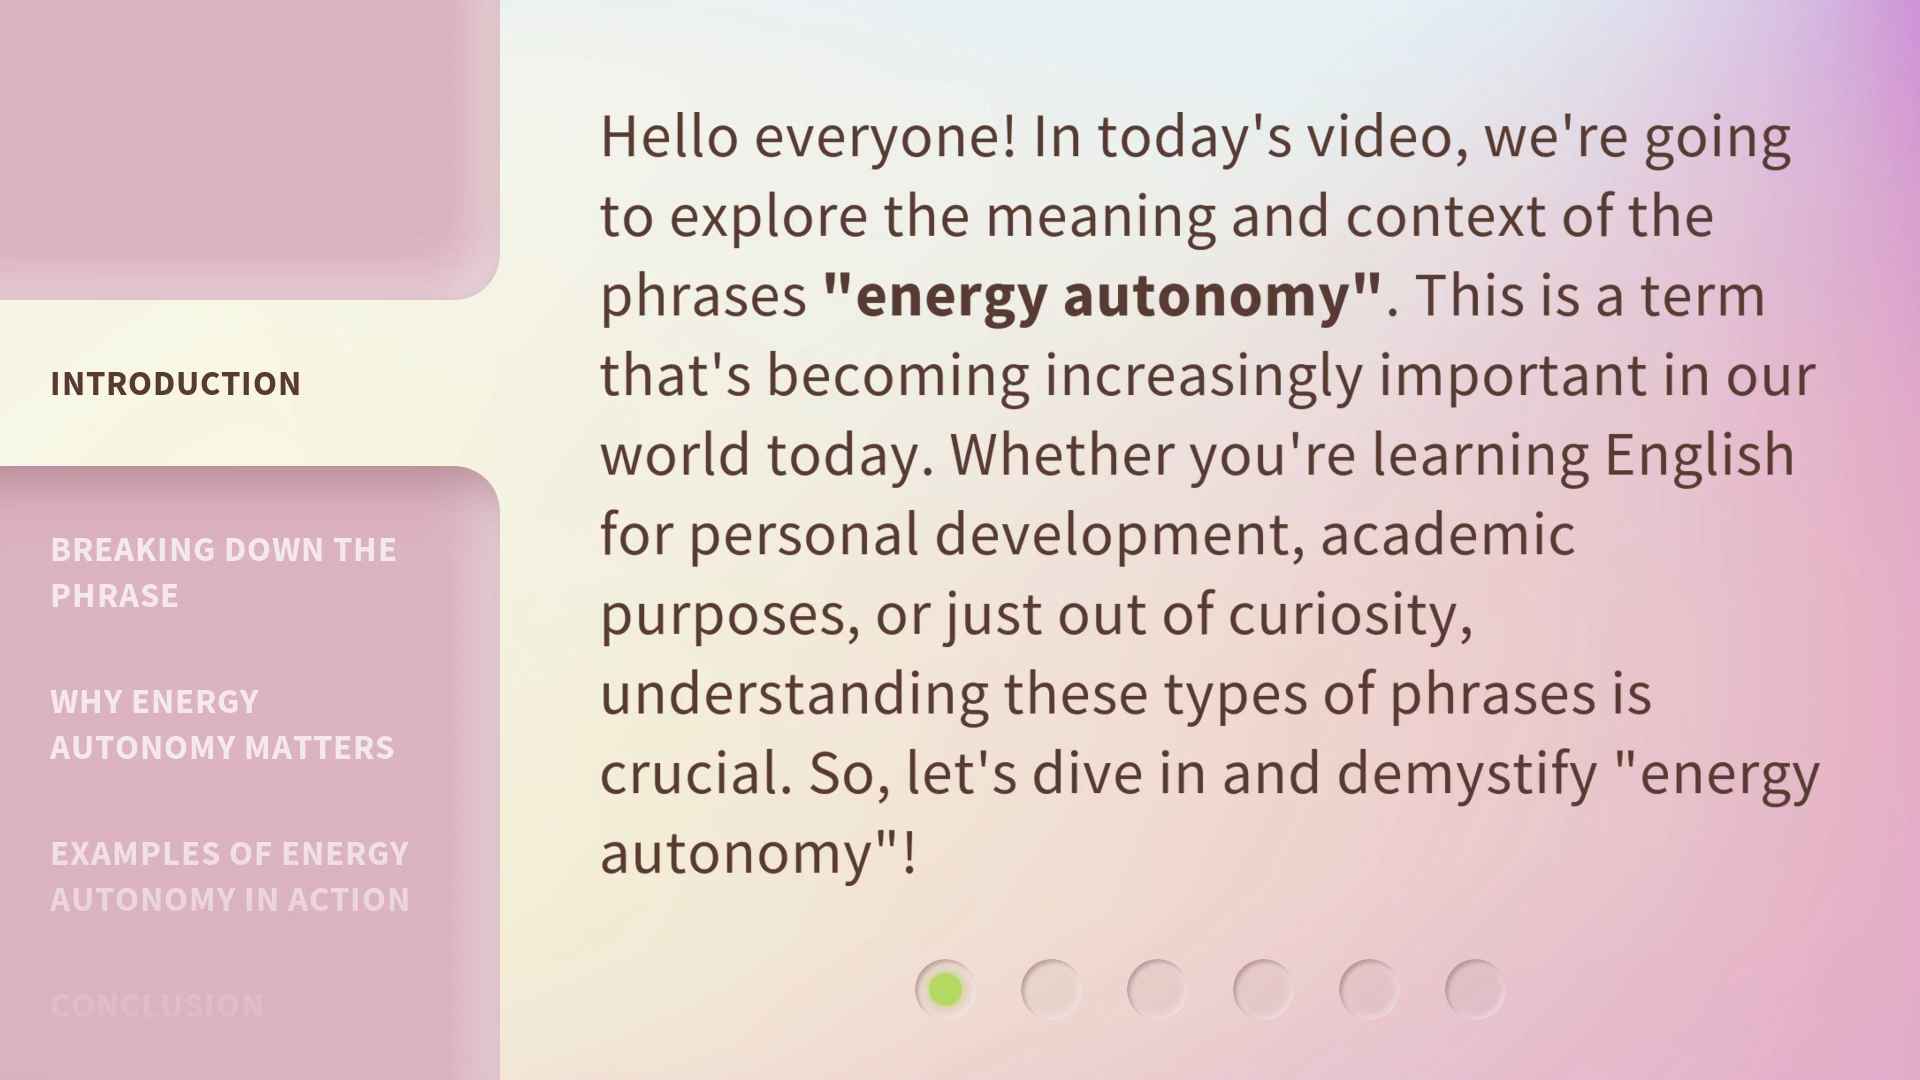 INTRODUCTION
BREAKING DOWN THE
PHRASE
WHY ENERGY
AUTONOMY MATTERS
EXAMPLES OF ENERGY
AUTONOMY IN ACTION
CONCLUSION
Hello everyone! In today's video, we're going
to explore the meaning and context of the
phrases "energy autonomy". This is a term
that's becoming increasingly important in our
world today. Whether you're learning English
for personal development, academic
purposes, or just out of curiosity,
understanding these types of phrases is
crucial. So, let's dive in and demystify "energy
autonomy"!